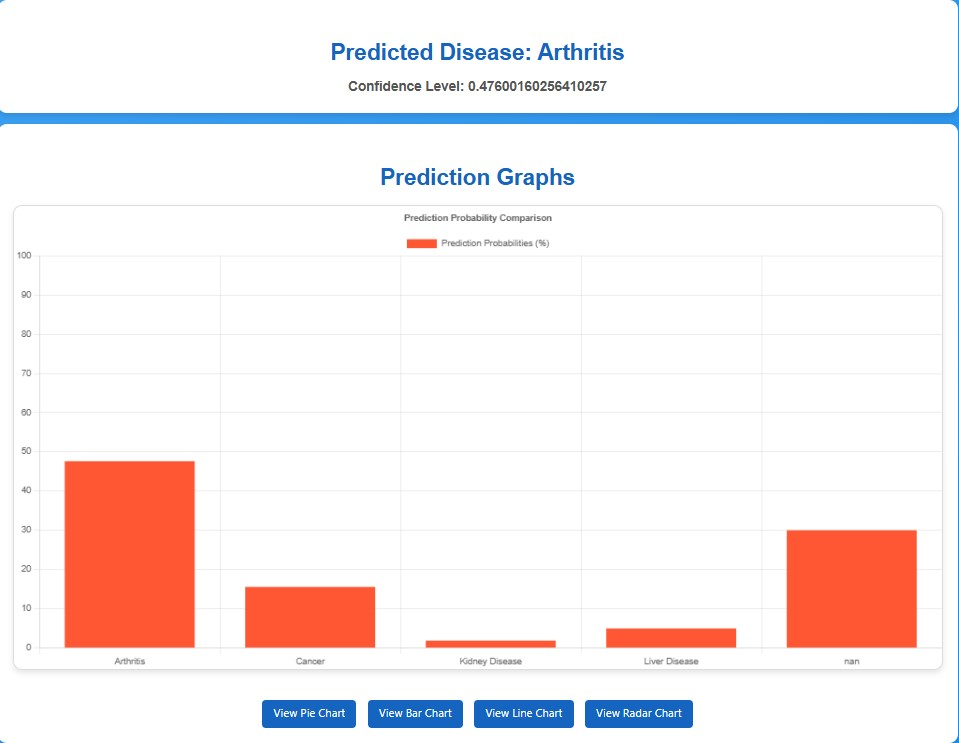 Predicted Disease: Arthritis
Confidence Level: 0.47600160256410257
Prediction Graphs
Prediction Probability Comparison
Prediction Probabilities (%)
100
90
80
70
60
50
40
30
20
10
0
Arthritis Cancer Kidney Disease Liver Disease nan
View Pie Chart View Bar Chart View Line Chart View Radar Chart